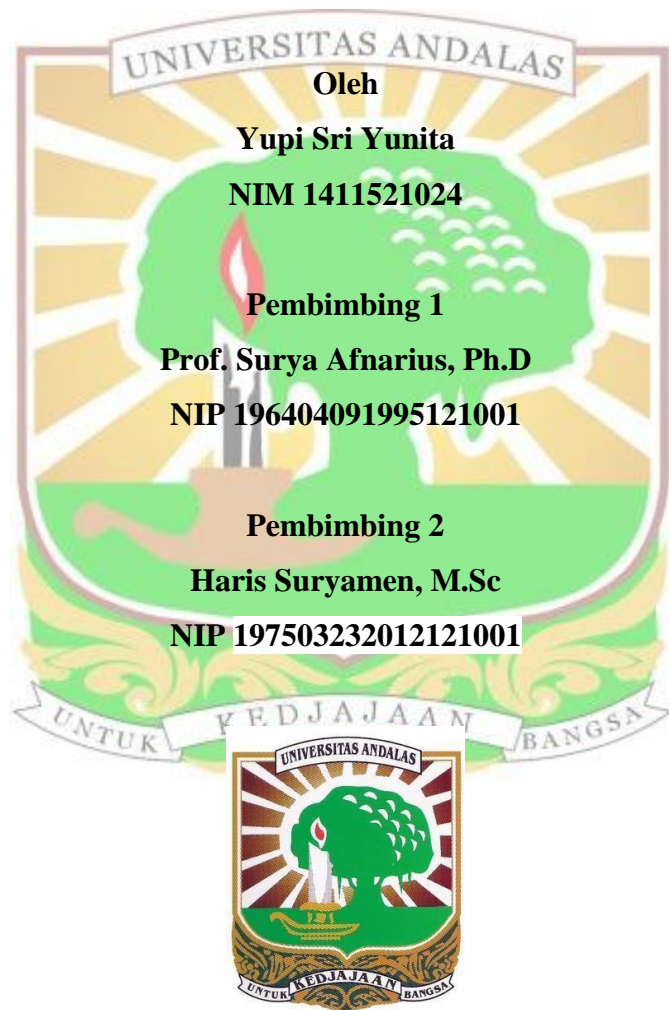 UNIVERSITAS ANDALAS
Oleh
Yupi Sri Yunita
NIM 1411521024
Pembimbing 1
Prof. Surya Afnarius, Ph.D
NIP 196404091995121001
Pembimbing 2
Haris Suryamen, M.Sc
NIP 197503232012121001
UNTUK KEDJAJAAN BANGSA
UNIVERSITAS ANDALAS
UNTUK KEDJAJAAN BANGSA